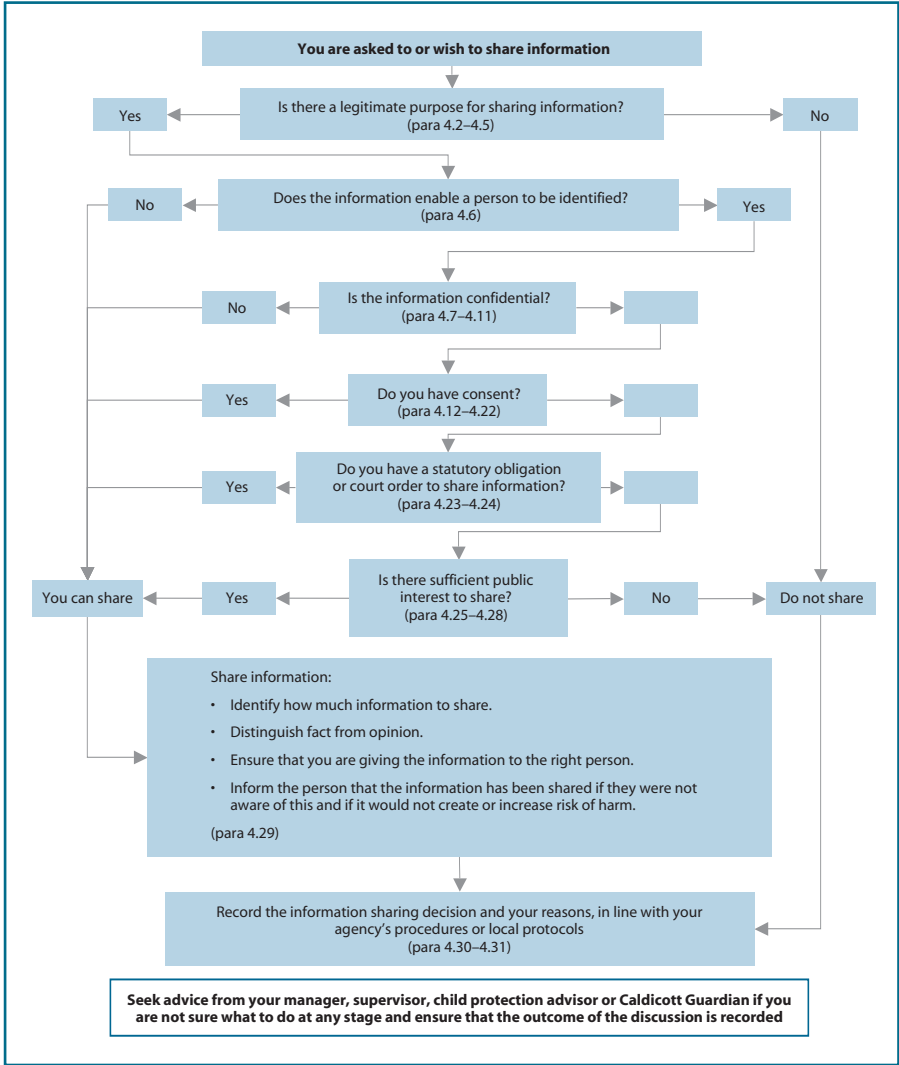 You are asked to or wish to share information
Is there a legitimate purpose for sharing information?
(para 4.2–4.5)
Yes
No
Does the information enable a person to be identified?
(para 4.6)
No
Yes
Is the information confidential?
(para 4.7–4.11)
No
Do you have consent?
(para 4.12–4.22)
Yes
Do you have a statutory obligation
or court order to share information?
(para 4.23–4.24)
Yes
Is there sufficient public
interest to share?
(para 4.25–4.28)
You can share
Yes
No
Do not share
Share information:
• Identify how much information to share.
• Distinguish fact from opinion.
• Ensure that you are giving the information to the right person.
• Inform the person that the information has been shared if they were not
aware of this and if it would not create or increase risk of harm.
(para 4.29)
Record the information sharing decision and your reasons, in line with your
agency’s procedures or local protocols
(para 4.30–4.31)
Seek advice from your manager, supervisor, child protection advisor or Caldicott Guardian if you
are not sure what to do at any stage and ensure that the outcome of the discussion is recorded